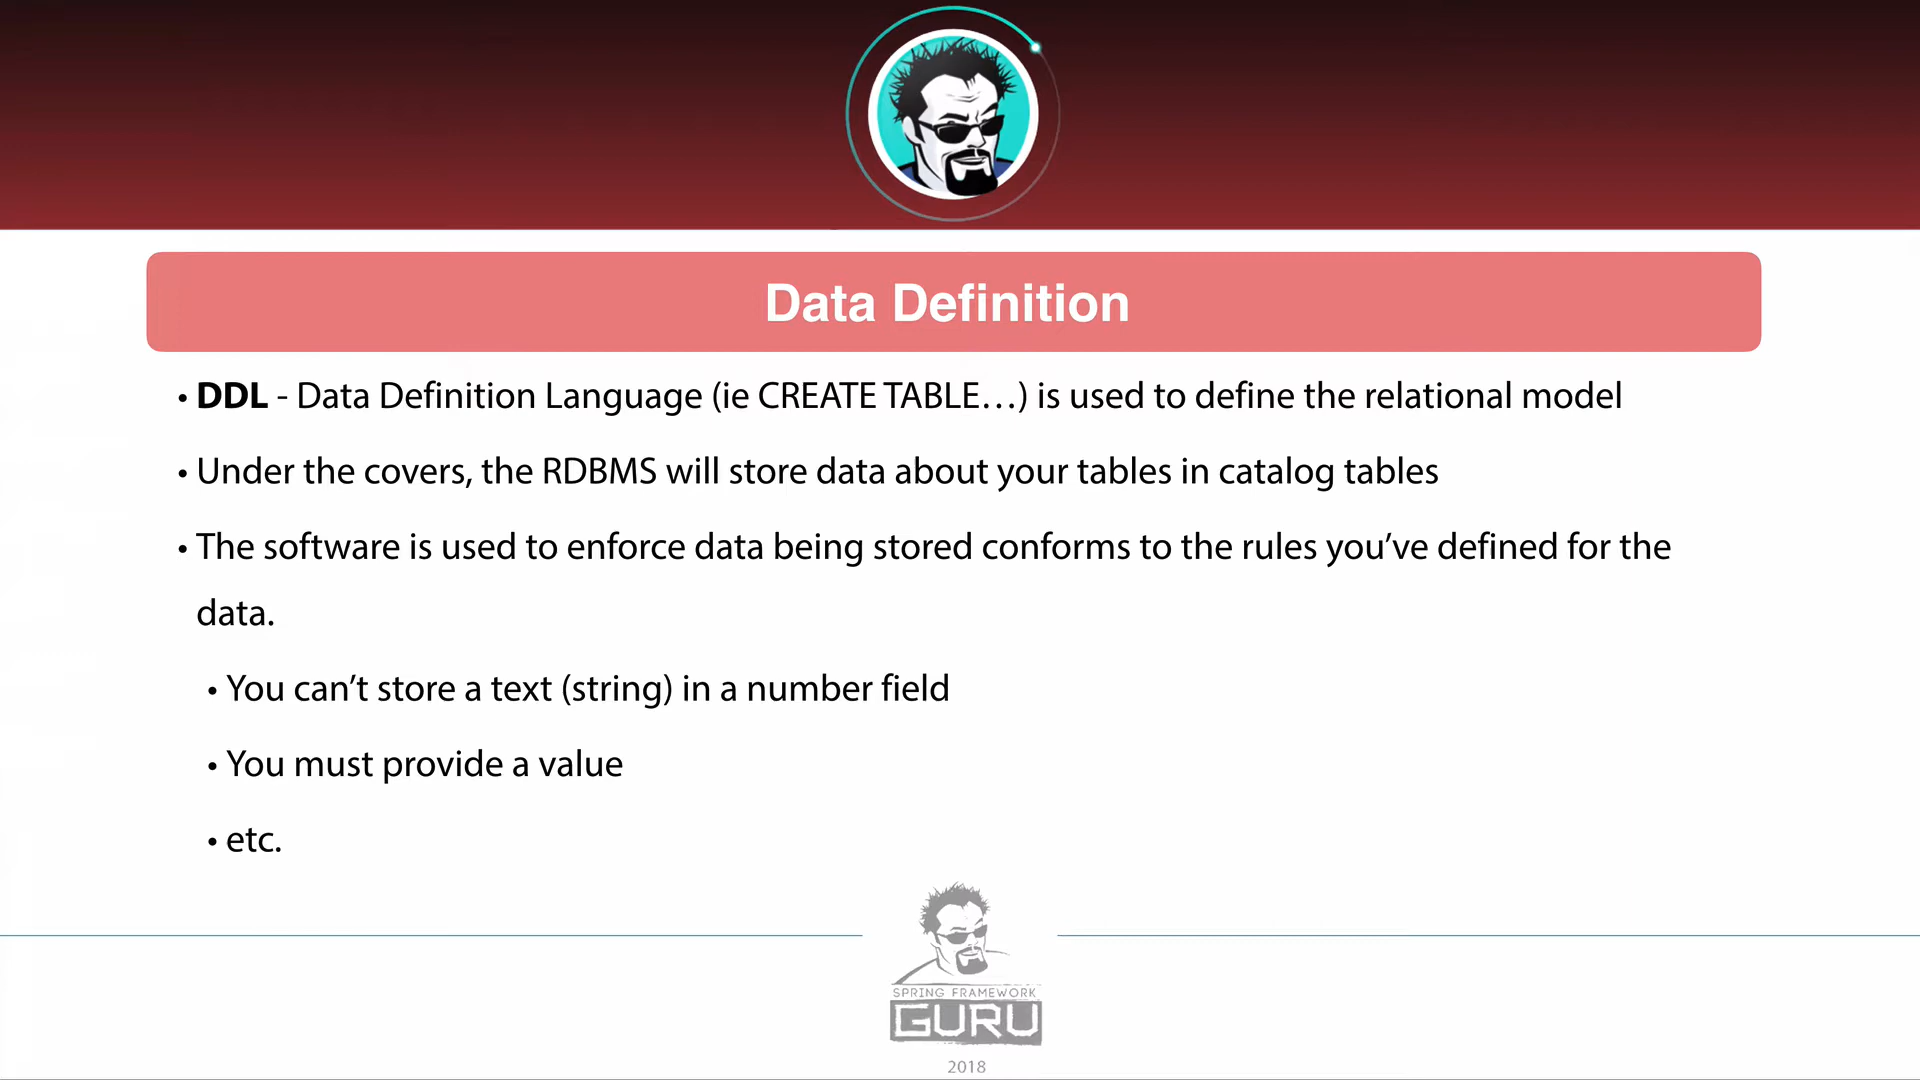 Data Definition
• DDL - Data Definition Language (ie CREATE TABLE…) is used to define the relational model
• Under the covers, the RDBMS will store data about your tables in catalog tables
• The software is used to enforce data being stored conforms to the rules you’ve defined for the
data.
• You can’t store a text (string) in a number field
• You must provide a value
• etc.
SPRING FRAMEWORK
GURU
2018